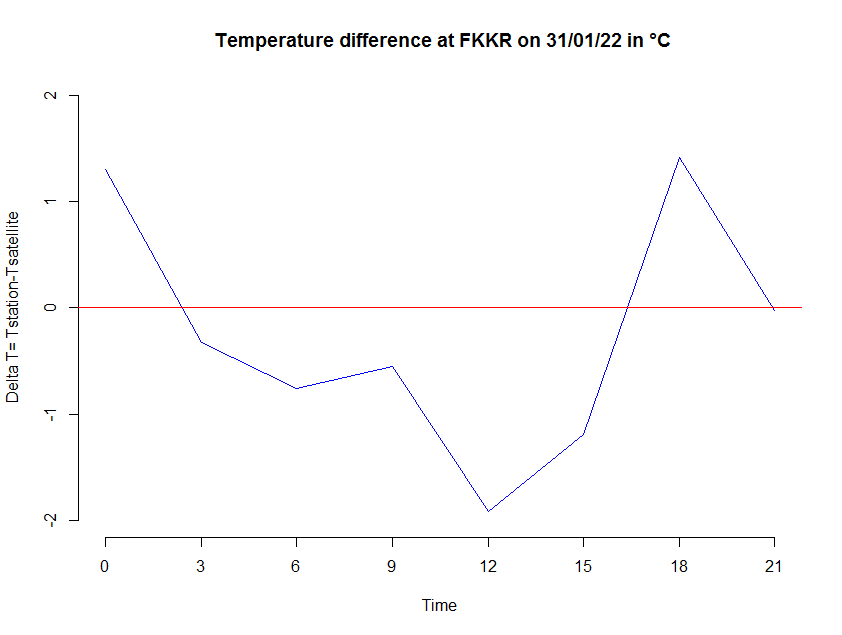 Temperature difference at FKKR on 31/01/22 in °C
Delta T= Tstation-Tsatellite
2
1
0
-1
-2
0 3 6 9 12 15 18 21
Time